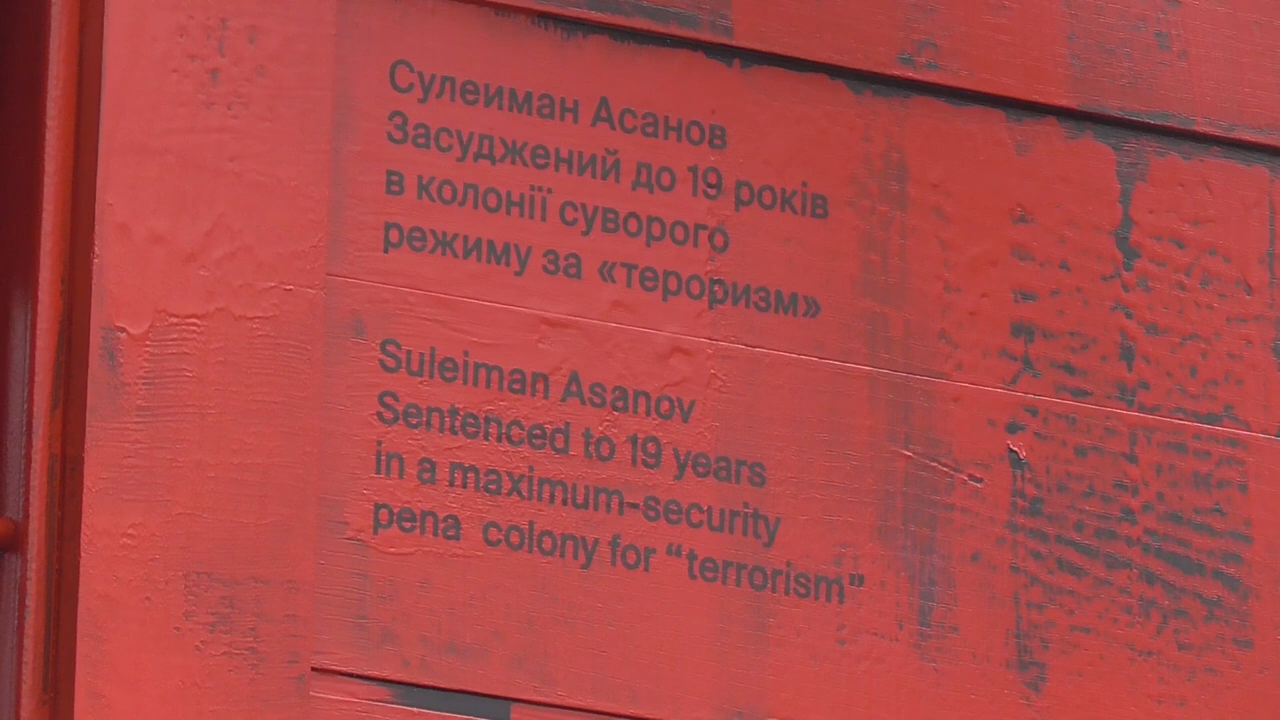 Сулеиман Асанов
Засуджений до 19 років
в колонії суворого
режиму за «тероризм»
Suleiman Asanov
Sentenced to 19 years
in a maximum-security
pena colony for “terrorism”